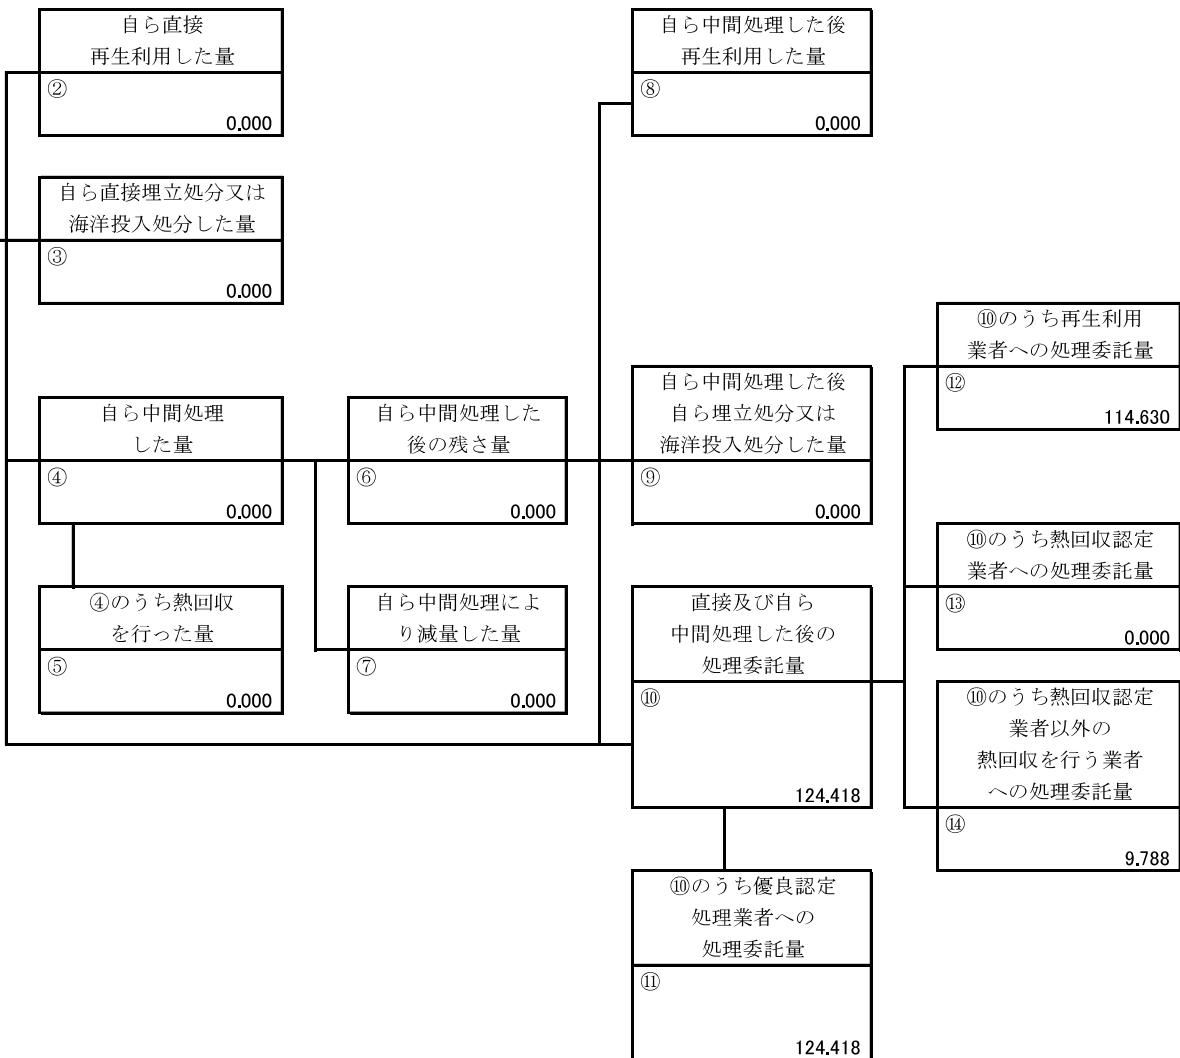 自ら直接
再生利用した量
②
0.000
自ら中間処理した後
再生利用した量
⑧
0.000
自ら直接埋立処分又は
海洋投入処分した量
③
0.000
⑩のうち再生利用
業者への処理委託量
⑫
114.630
自ら中間処理
した量
④
0.000
自ら中間処理した
後の残さ量
⑥
0.000
自ら中間処理した後
自ら埋立処分又は
海洋投入処分した量
⑨
0.000
⑩のうち熱回収認定
業者への処理委託量
⑬
0.000
④のうち熱回収
を行った量
⑤
0.000
自ら中間処理によ
り減量した量
⑦
0.000
直接及び自ら
中間処理した後の
処理委託量
⑩
124.418
⑩のうち熱回収認定
業者以外の
熱回収を行う業者
への処理委託量
⑭
9.788
⑩のうち優良認定
処理業者への
処理委託量
⑪
124.418